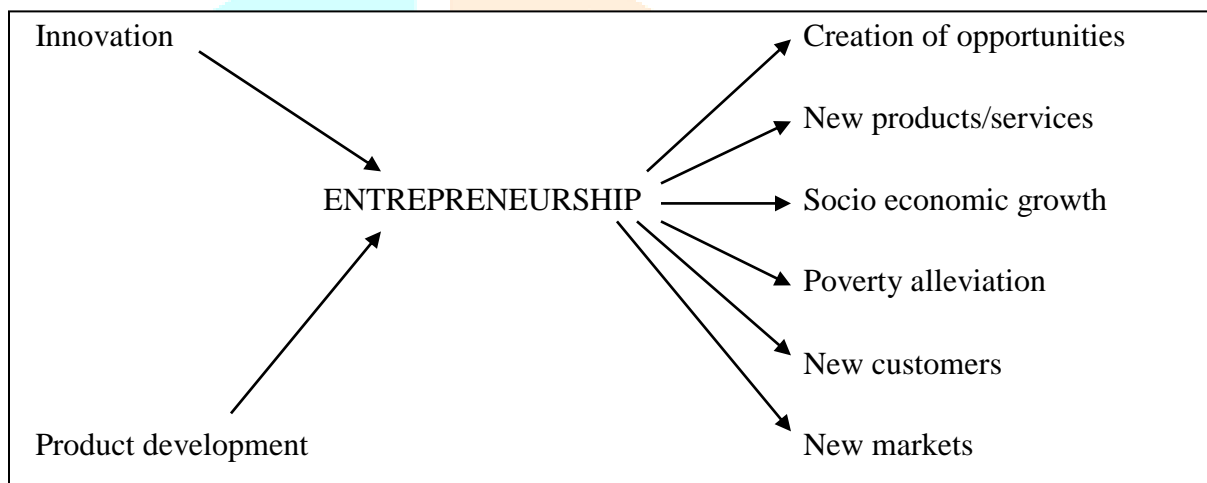 Innovation
Creation of opportunities
New products/services
ENTREPRENEURSHIP
Socio economic growth
Poverty alleviation
New customers
Product development
New markets